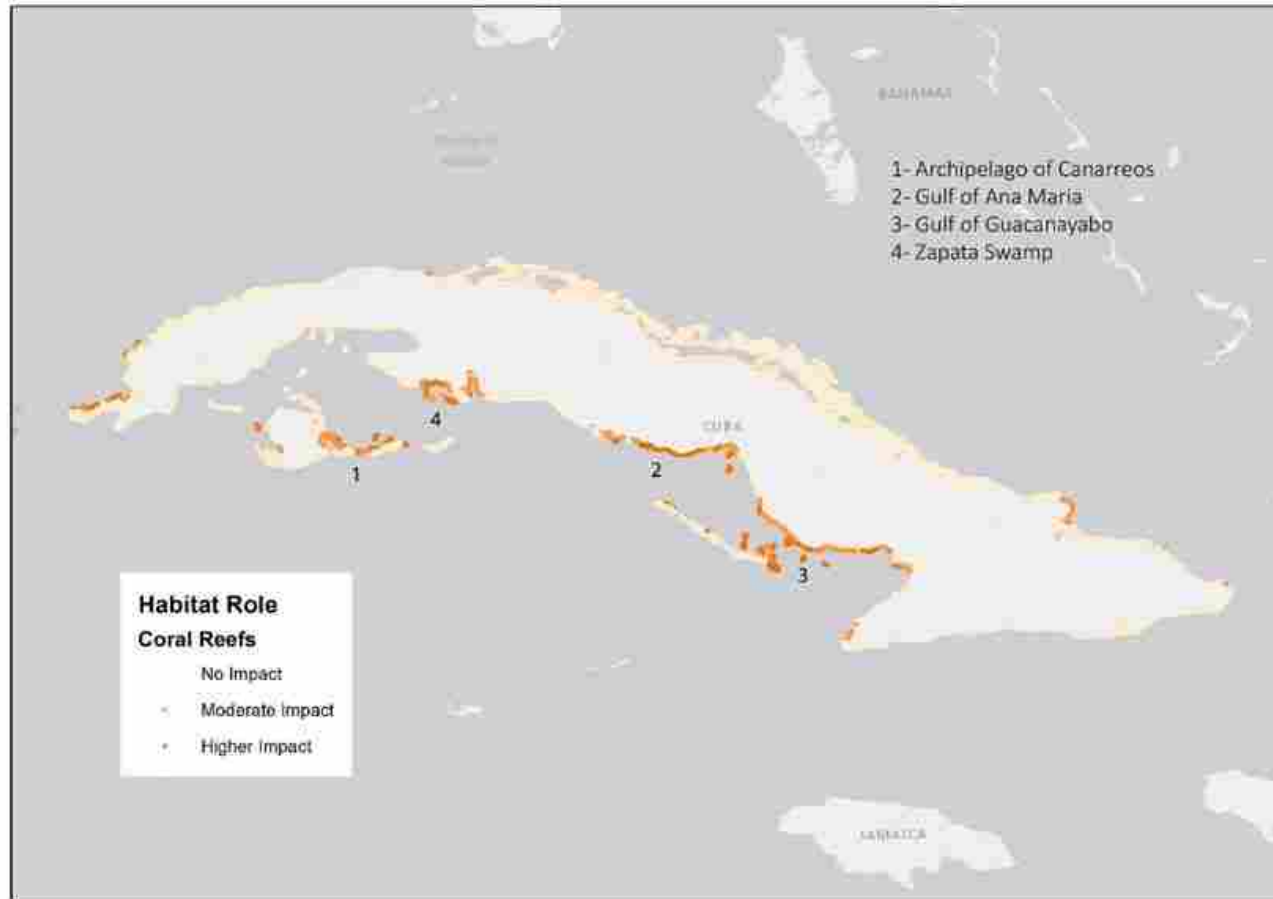 BAHAMAS
1- Archipelago of Canarreos
2- Gulf of Ana Maria
3- Gulf of Guacanayabo
4- Zapata Swamp
4
CUBA
1
2
3
Habitat Role
Coral Reefs
No Impact
Moderate Impact
Higher Impact
JAMAICA